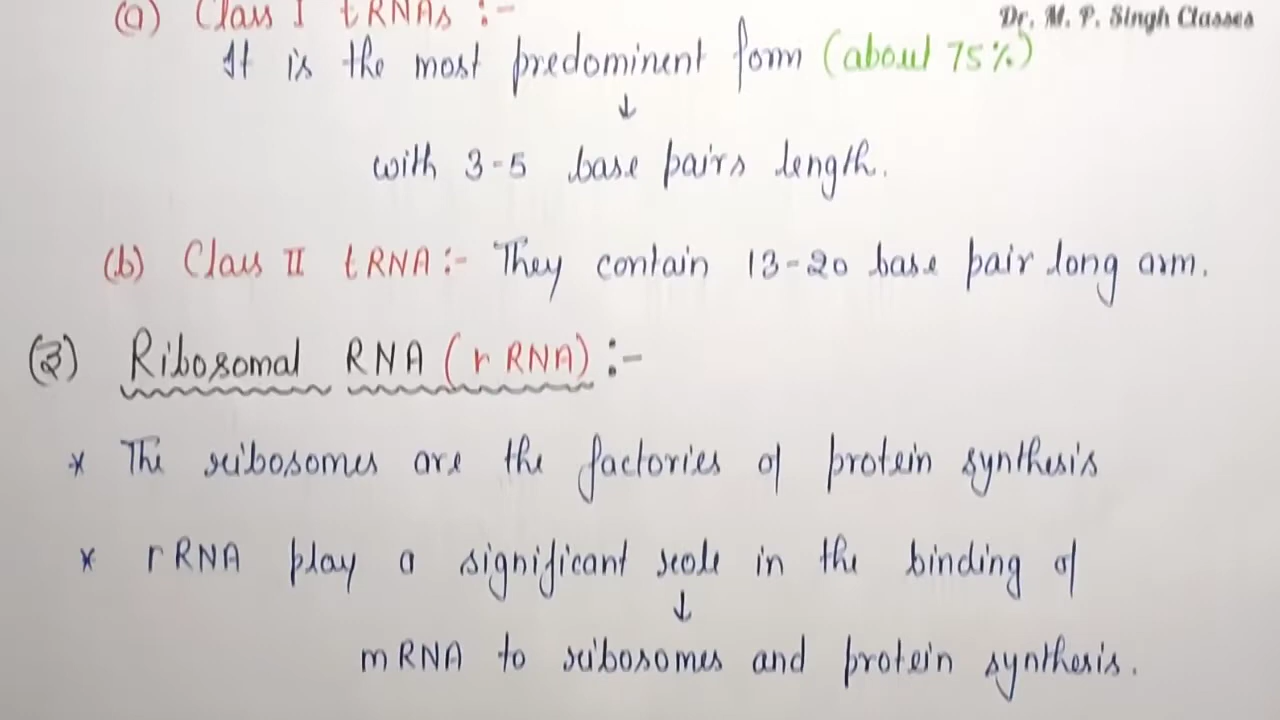 Dr. M. P. Singh Classes
(a) Class I tRNAs :-
It is the most predominent form (about 75%)
↓
with 3-5 base pairs length.
(b) Class II tRNA :- They contain 13-20 base pair long arm.
(3) Ribosomal RNA (rRNA) :-
* The ribosomes are the factories of protein synthesis
* rRNA play a significant role in the binding of
↓
mRNA to ribosomes and protein synthesis.